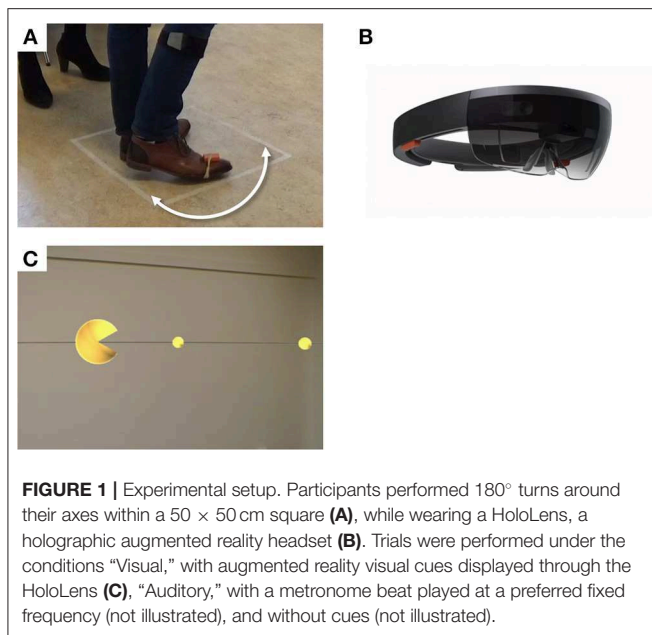 A
B
C
FIGURE 1 | Experimental setup. Participants performed 180° turns around
their axes within a 50 × 50 cm square (A), while wearing a HoloLens, a
holographic augmented reality headset (B). Trials were performed under the
conditions “Visual,” with augmented reality visual cues displayed through the
HoloLens (C), “Auditory,” with a metronome beat played at a preferred fixed
frequency (not illustrated), and without cues (not illustrated).